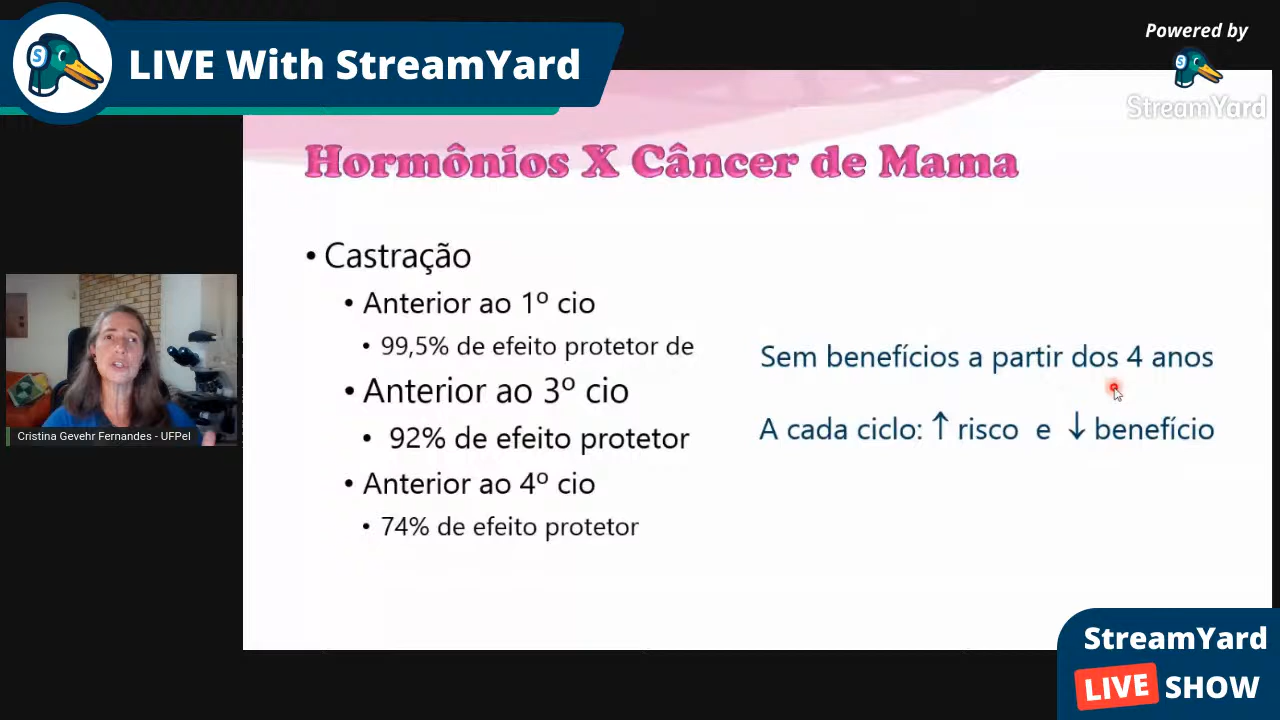 LIVE With StreamYard
Powered by
StreamYard
Hormônios X Câncer de Mama
• Castração
• Anterior ao 1º cio
• 99,5% de efeito protetor de
• Anterior ao 3º cio
• 92% de efeito protetor
• Anterior ao 4º cio
• 74% de efeito protetor
Sem benefícios a partir dos 4 anos
A cada ciclo: ↑ risco e ↓ benefício
Cristina Gevehr Fernandes - UFPel
StreamYard
LIVE SHOW